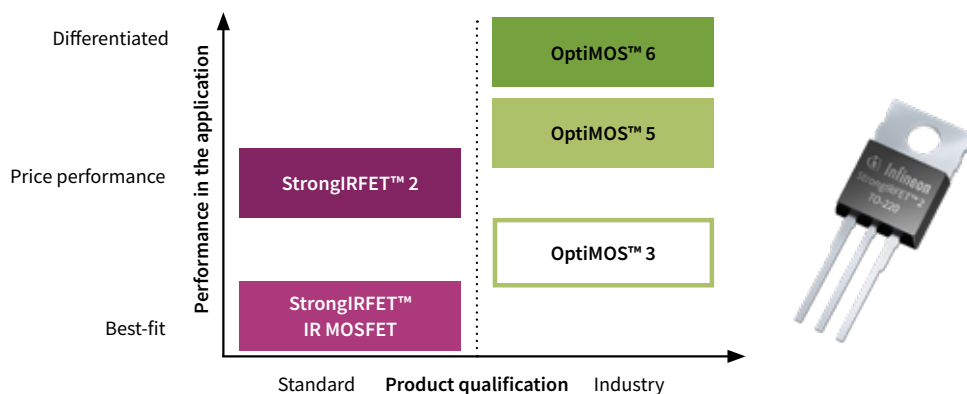 Differentiated
Price performance
Best-fit
Performance in the application
OptiMOS™ 6
OptiMOS™ 5
StrongIRFET™ 2
OptiMOS™ 3
StrongIRFET™
IR MOSFET
Standard
Product qualification
Industry
Infineon
StrongIRFET™ 2
TO-220